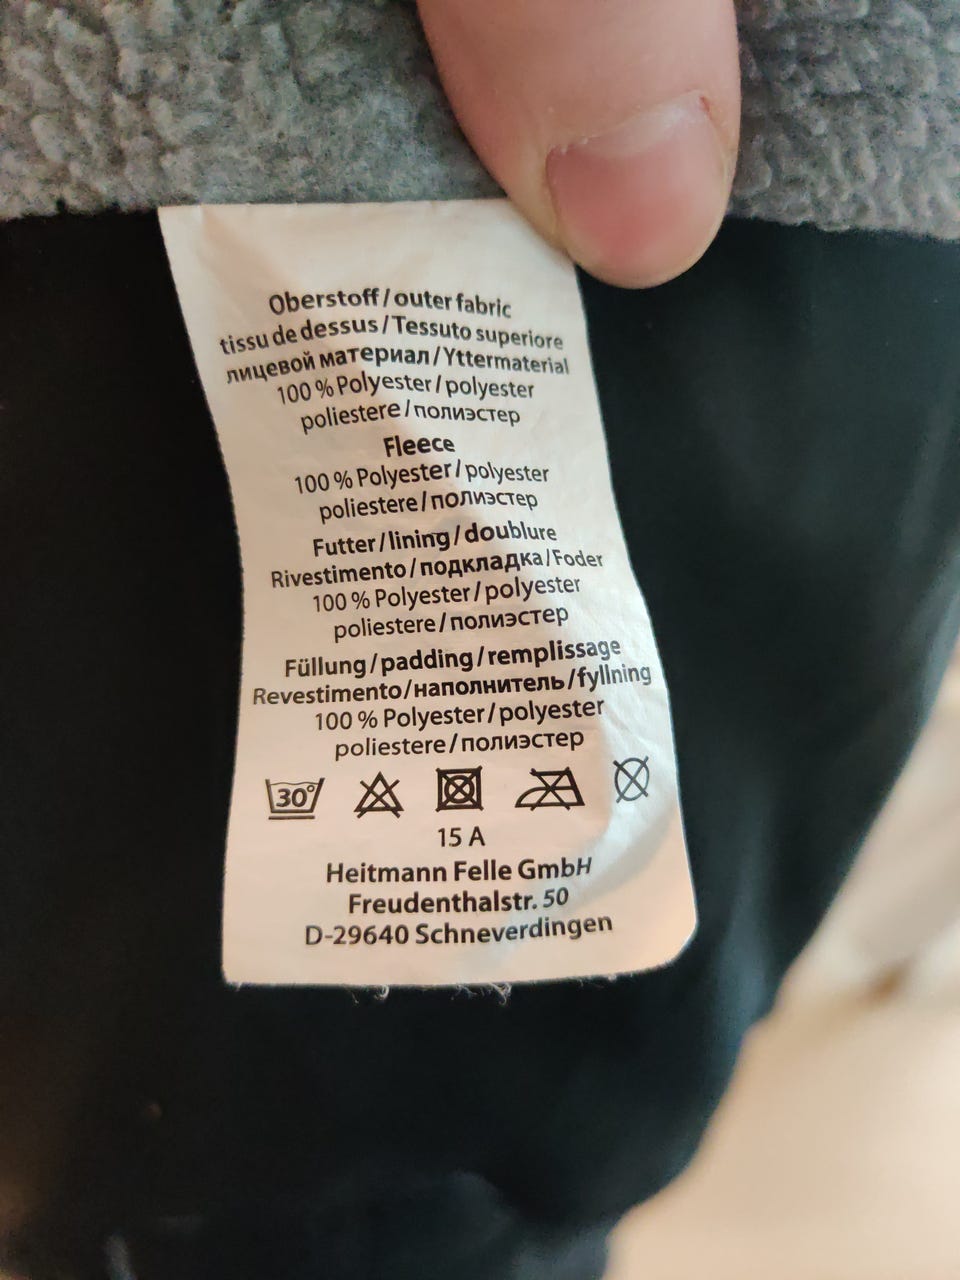 Oberstoff / outer fabric
tissu de dessus / Tessuto superiore
лицевой материал / Yttermaterial
100 % Polyester / polyester
poliestere / полиэстер
Fleece
100 % Polyester / polyester
poliestere / полиэстер
Futter / lining / doublure
Rivestimento / подкладка / Foder
100 % Polyester / polyester
poliestere / полиэстер
Füllung / padding / remplissage
Revestimento / наполнитель / fyllning
100 % Polyester / polyester
poliestere / полиэстер
30°
15 A
Heitmann Felle GmbH
Freudenthalstr. 50
D-29640 Schneverdingen